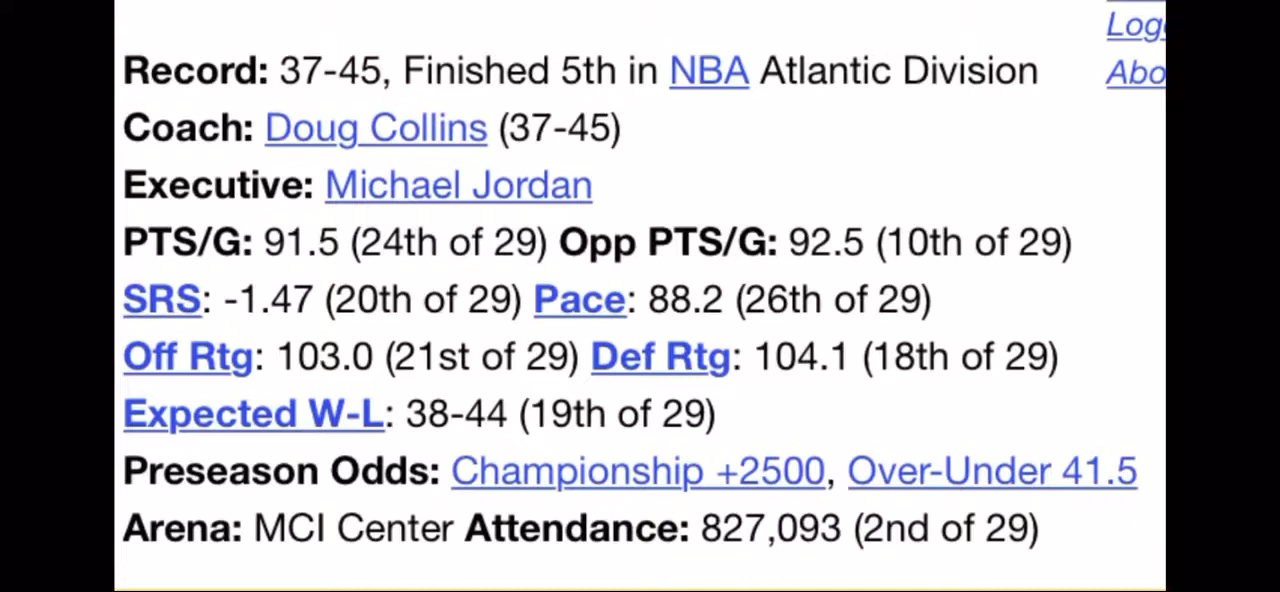 Log
Record: 37-45, Finished 5th in NBA Atlantic Division
Abo
Coach: Doug Collins (37-45)
Executive: Michael Jordan
PTS/G: 91.5 (24th of 29) Opp PTS/G: 92.5 (10th of 29)
SRS: -1.47 (20th of 29) Pace: 88.2 (26th of 29)
Off Rtg: 103.0 (21st of 29) Def Rtg: 104.1 (18th of 29)
Expected W-L: 38-44 (19th of 29)
Preseason Odds: Championship +2500, Over-Under 41.5
Arena: MCI Center Attendance: 827,093 (2nd of 29)